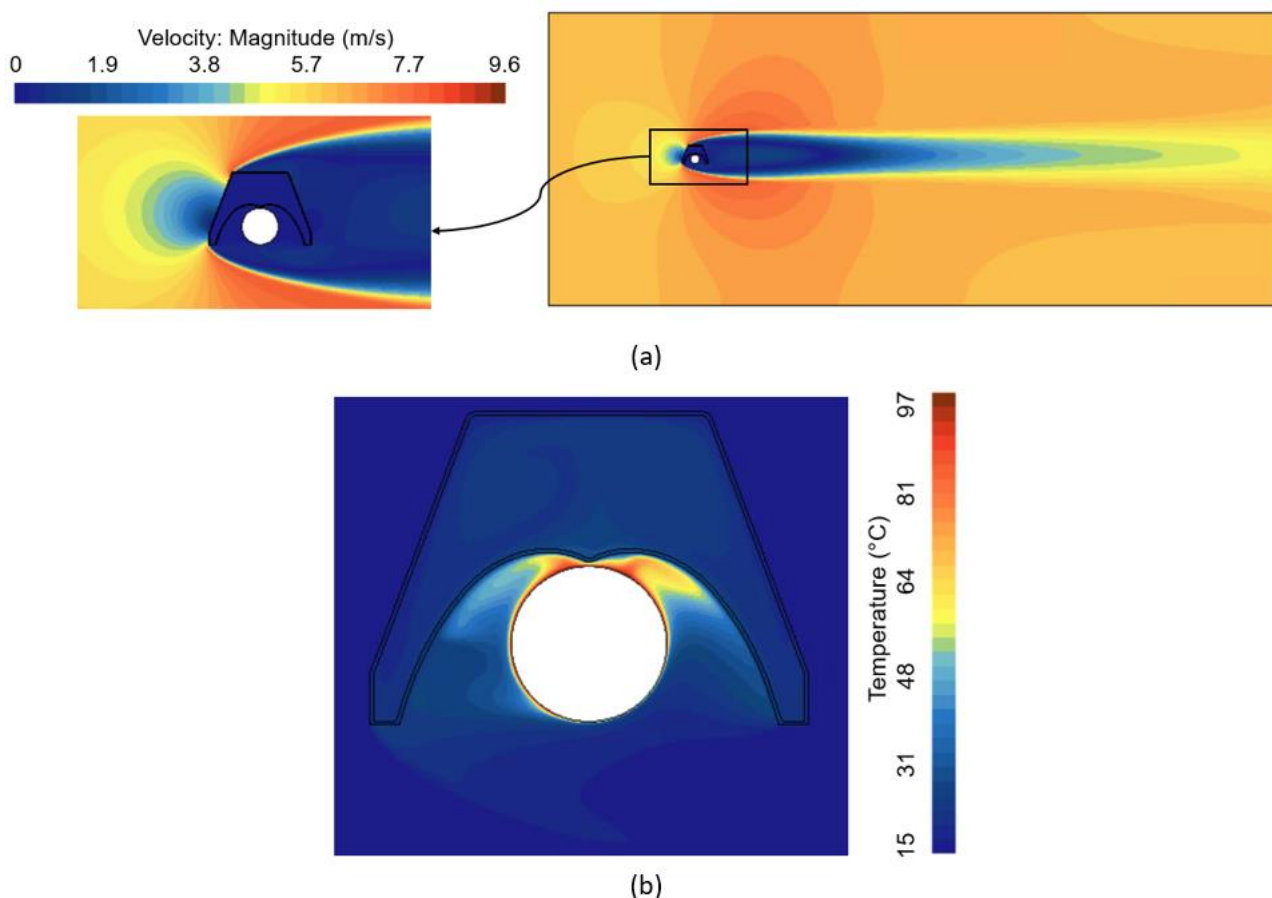 Velocity: Magnitude (m/s)
0 1.9 3.8 5.7 7.7 9.6
(a)
97
81
64
48
31
15
Temperature (°C)
(b)